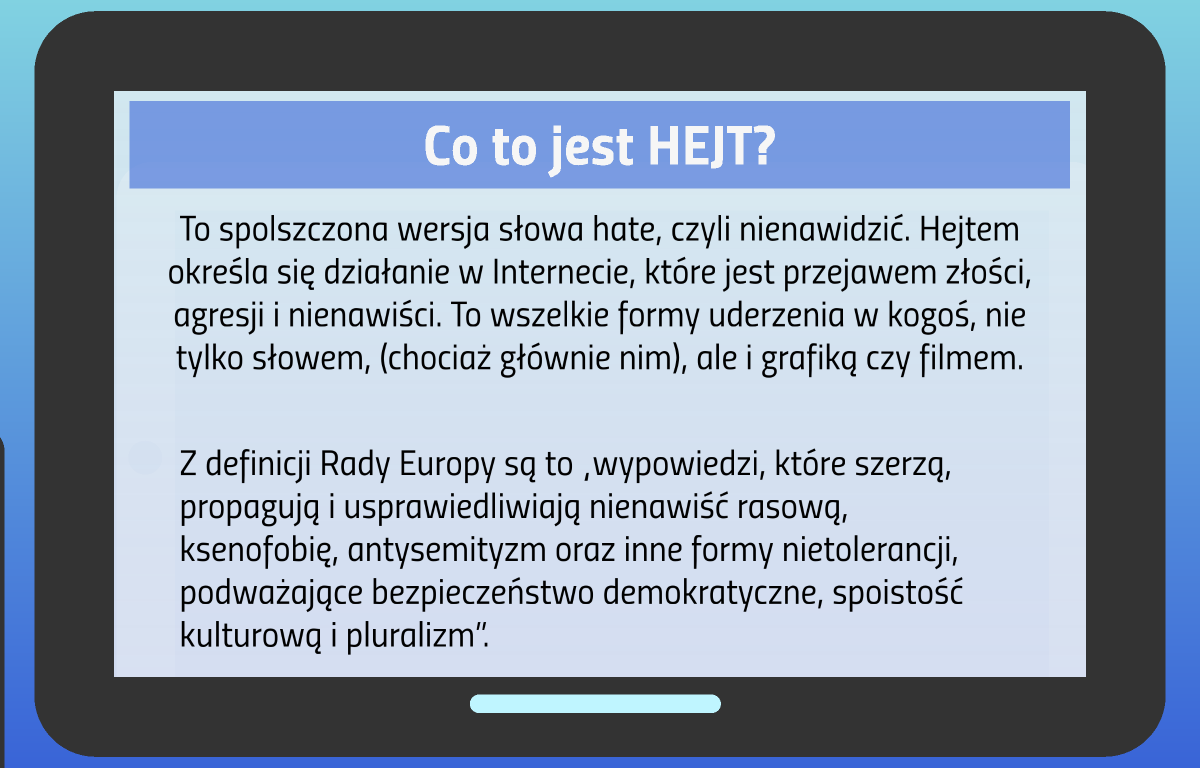 Co to jest HEJT?
To spolszczona wersja słowa hate, czyli nienawidzić. Hejtem
określa się działanie w Internecie, które jest przejawem złości,
agresji i nienawiści. To wszelkie formy uderzenia w kogoś, nie
tylko słowem, (chociaż głównie nim), ale i grafiką czy filmem.
Z definicji Rady Europy są to ‚wypowiedzi, które szerzą,
propagują i usprawiedliwiają nienawiść rasową,
ksenofobię, antysemityzm oraz inne formy nietolerancji,
podważające bezpieczeństwo demokratyczne, spoistość
kulturową i pluralizm”.